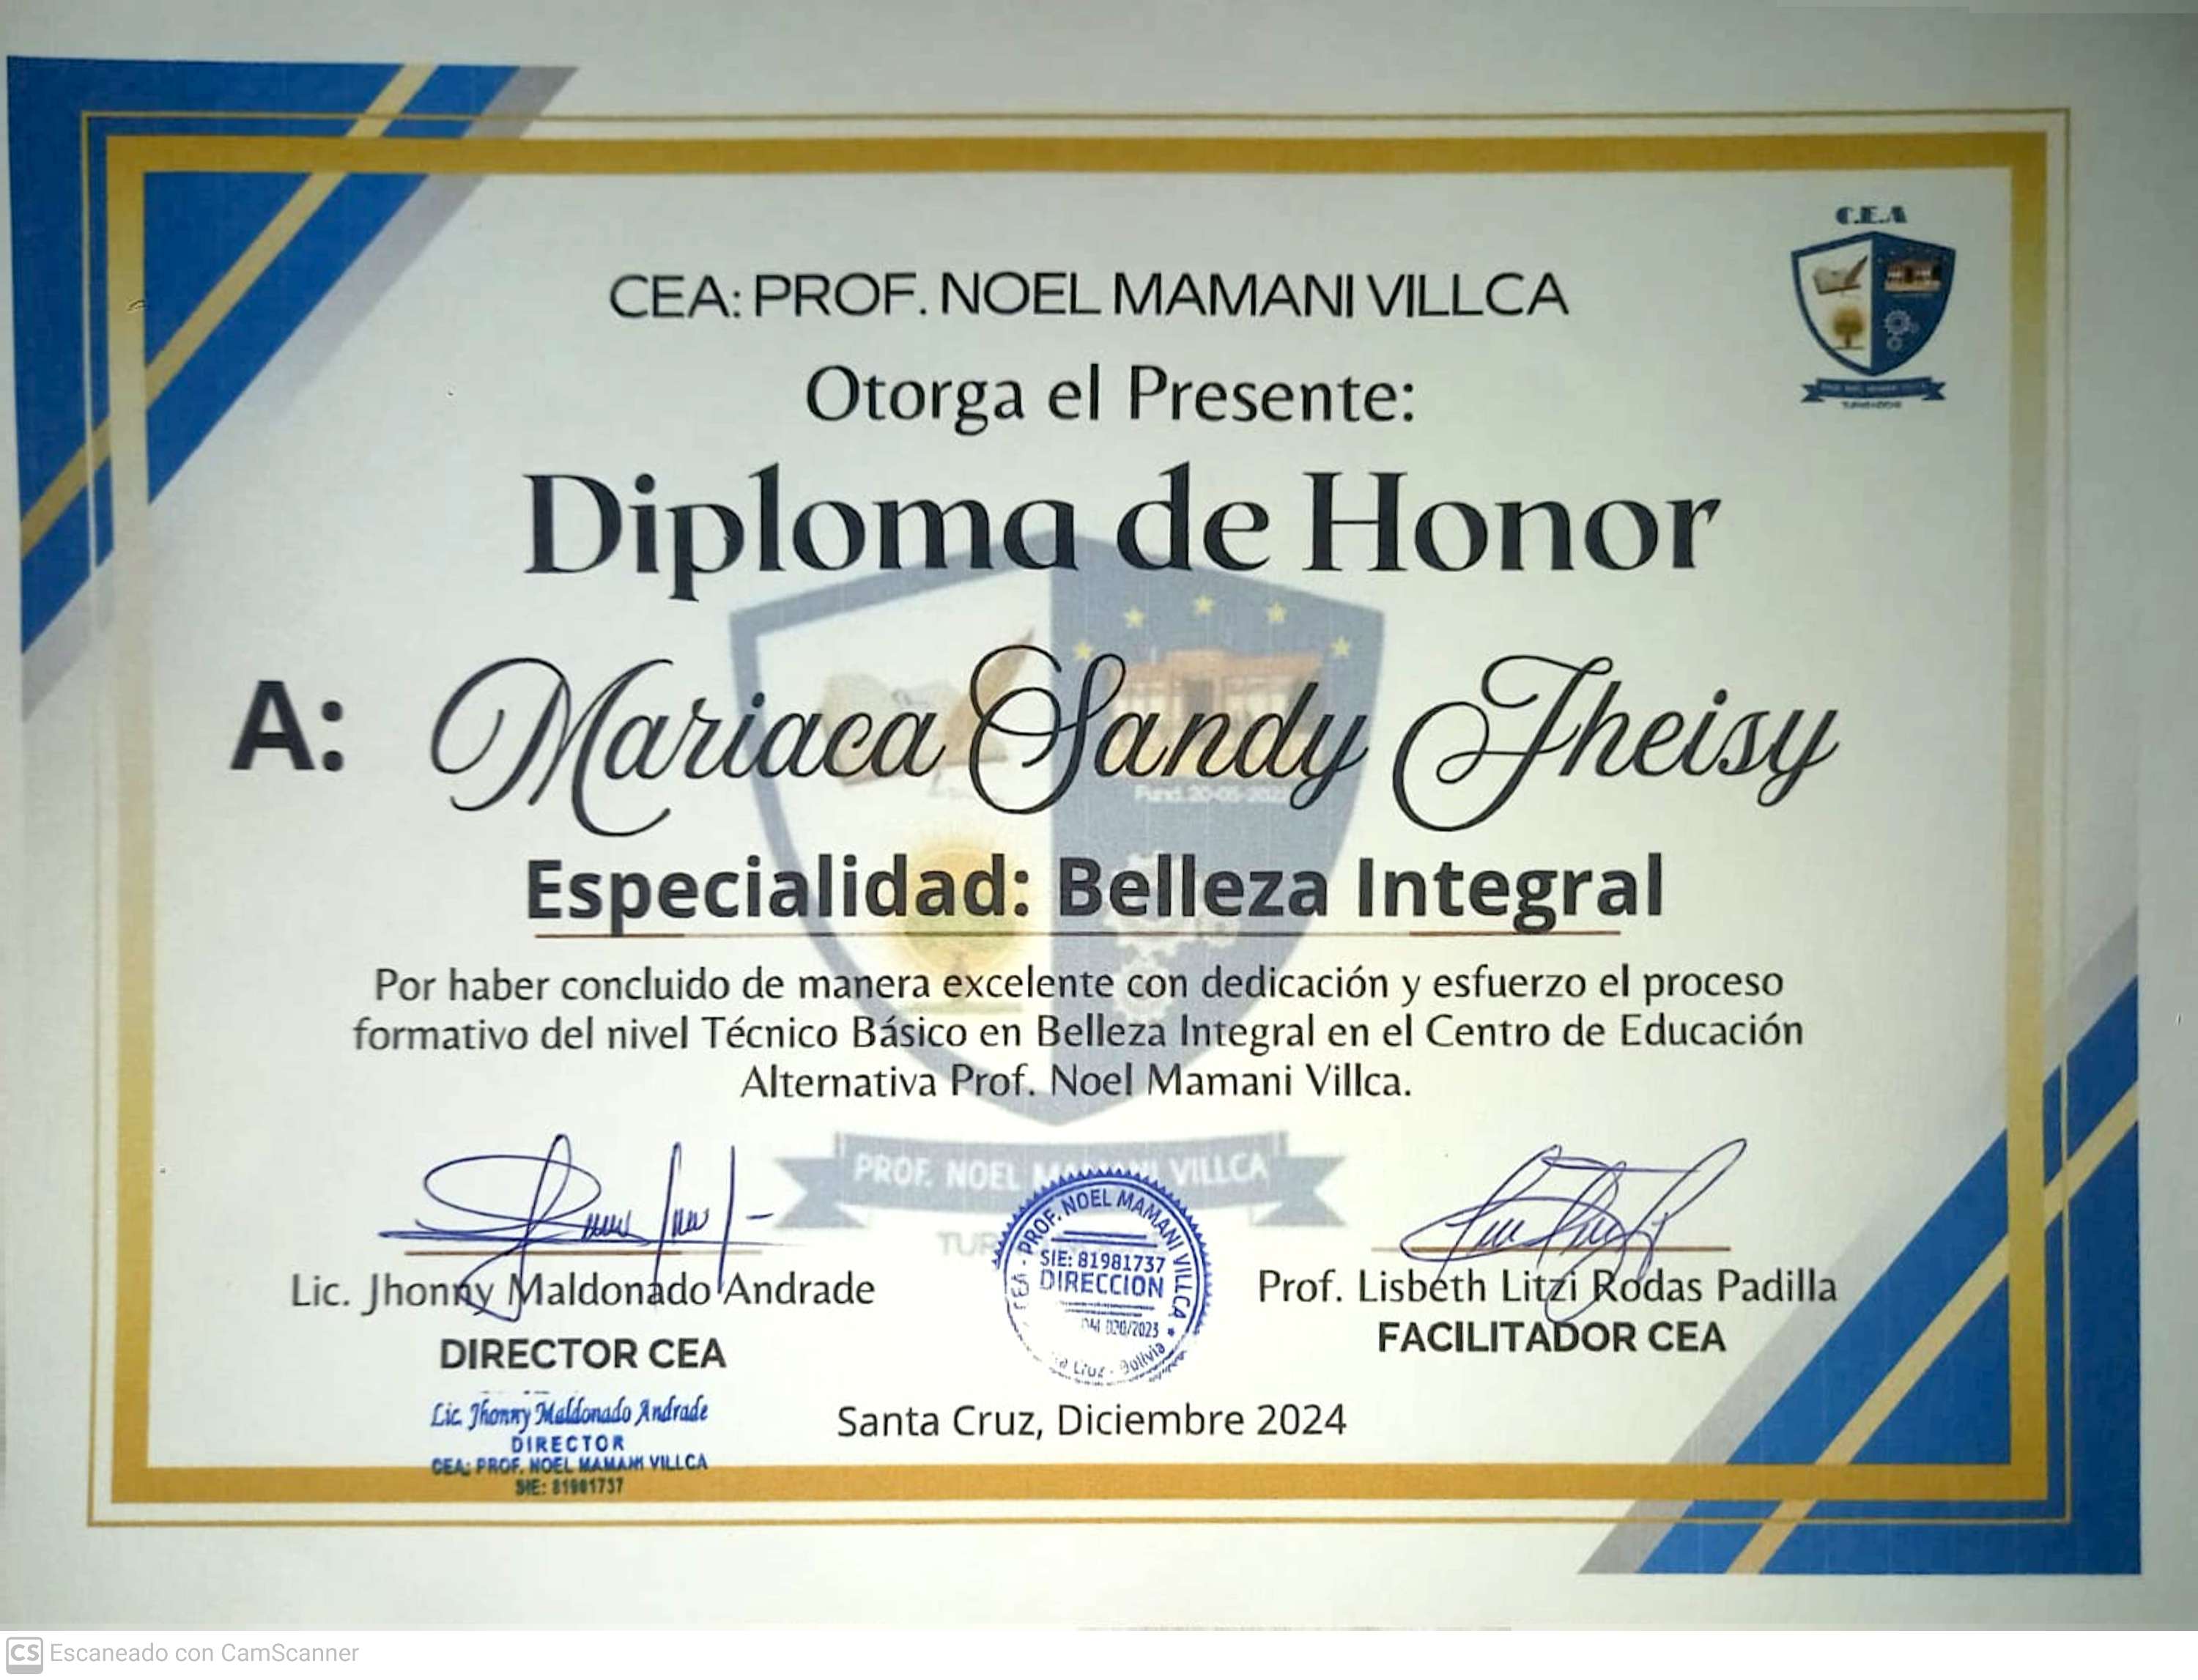 C.E.A
CEA: PROF. NOEL MAMANI VILLCA
Otorga el Presente:
Diploma de Honor
A: Mariaca Sandy Jheisy
Fund. 20-05-2022
Especialidad: Belleza Integral
Por haber concluido de manera excelente con dedicación y esfuerzo el proceso
formativo del nivel Técnico Básico en Belleza Integral en el Centro de Educación
Alternativa Prof. Noel Mamani Villca.
PROF. NOEL MAMANI VILLCA
PROF. NOEL MAMANI VILLCA
SIE: 81981737
DIRECCION
020/2023
Cruz - Bolivia
Lic. Jhonny Maldonado Andrade
DIRECTOR CEA
Prof. Lisbeth Litzi Rodas Padilla
FACILITADOR CEA
Lic. Jhonny Maldonado Andrade
DIRECTOR
CEA: PROF. NOEL MAMANI VILLCA
SIE: 81981737
Santa Cruz, Diciembre 2024
CS Escaneado con CamScanner